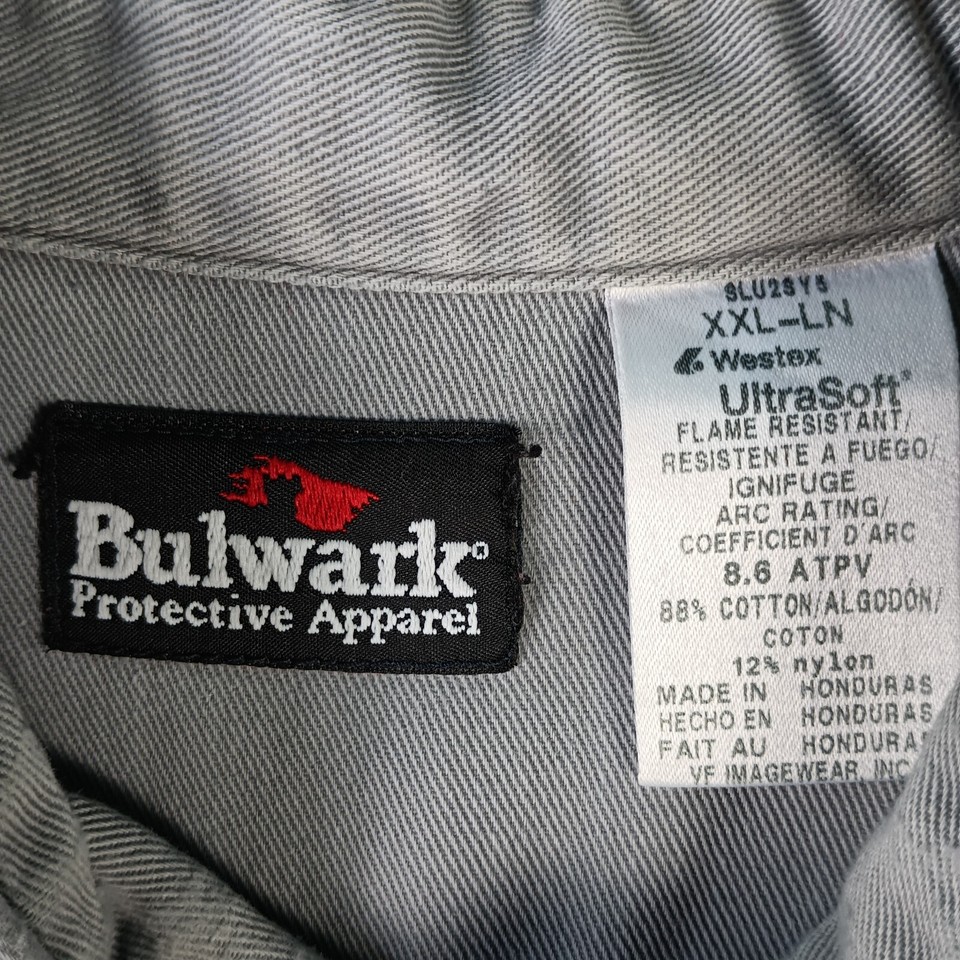 Bulwark®
Protective Apparel
SLU2SY5
XXL-LN
Westex
UltraSoft®
FLAME RESISTANT/
RESISTENTE A FUEGO/
IGNIFUGE
ARC RATING/
COEFFICIENT D'ARC
8.6 ATPV
88% COTTON/ALGODÓN/
COTON
12% nylon
MADE IN HONDURAS
HECHO EN HONDURAS
FAIT AU HONDURAS
VF IMAGEWEAR, INC